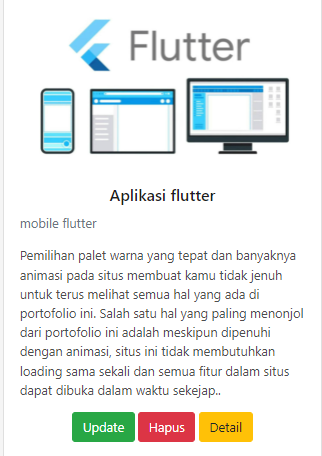 Flutter
Aplikasi flutter
mobile flutter
Pemilihan palet warna yang tepat dan banyaknya
animasi pada situs membuat kamu tidak jenuh
untuk terus melihat semua hal yang ada di
portofolio ini. Salah satu hal yang paling menonjol
dari portofolio ini adalah meskipun dipenuhi
dengan animasi, situs ini tidak membutuhkan
loading sama sekali dan semua fitur dalam situs
dapat dibuka dalam waktu sekejap..
Update Hapus Detail